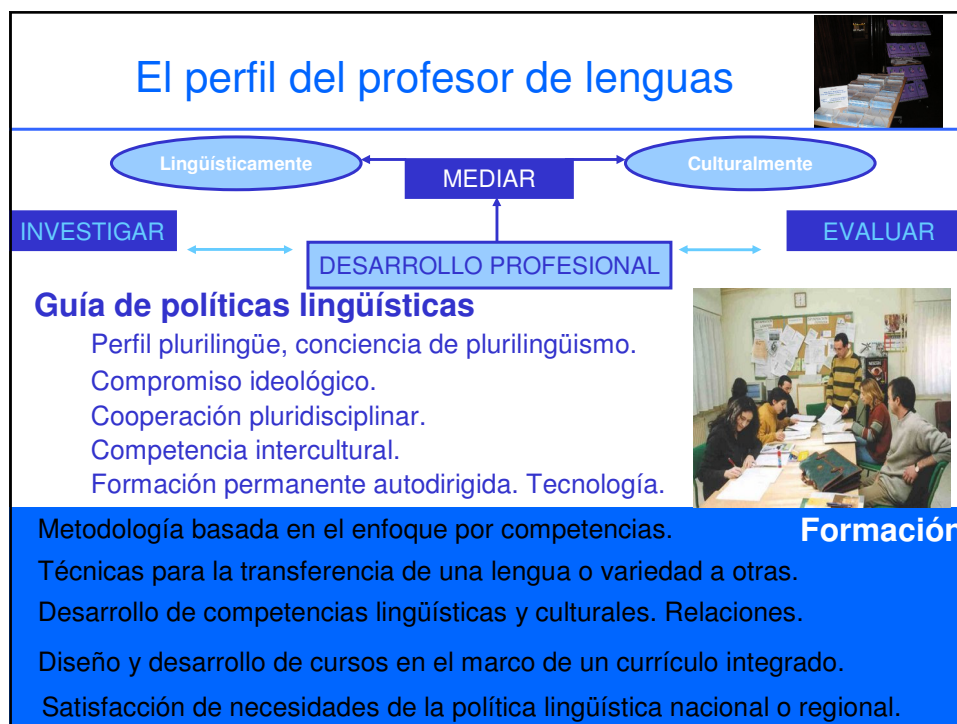 El perfil del profesor de lenguas
Lingüísticamente
MEDIAR
Culturalmente
INVESTIGAR
EVALUAR
DESARROLLO PROFESIONAL
Guía de políticas lingüísticas
Perfil plurilingüe, conciencia de plurilingüismo.
Compromiso ideológico.
Cooperación pluridisciplinar.
Competencia intercultural.
Formación permanente autodirigida. Tecnología.
Metodología basada en el enfoque por competencias.
Formación
Técnicas para la transferencia de una lengua o variedad a otras.
Desarrollo de competencias lingüísticas y culturales. Relaciones.
Diseño y desarrollo de cursos en el marco de un currículo integrado.
Satisfacción de necesidades de la política lingüística nacional o regional.